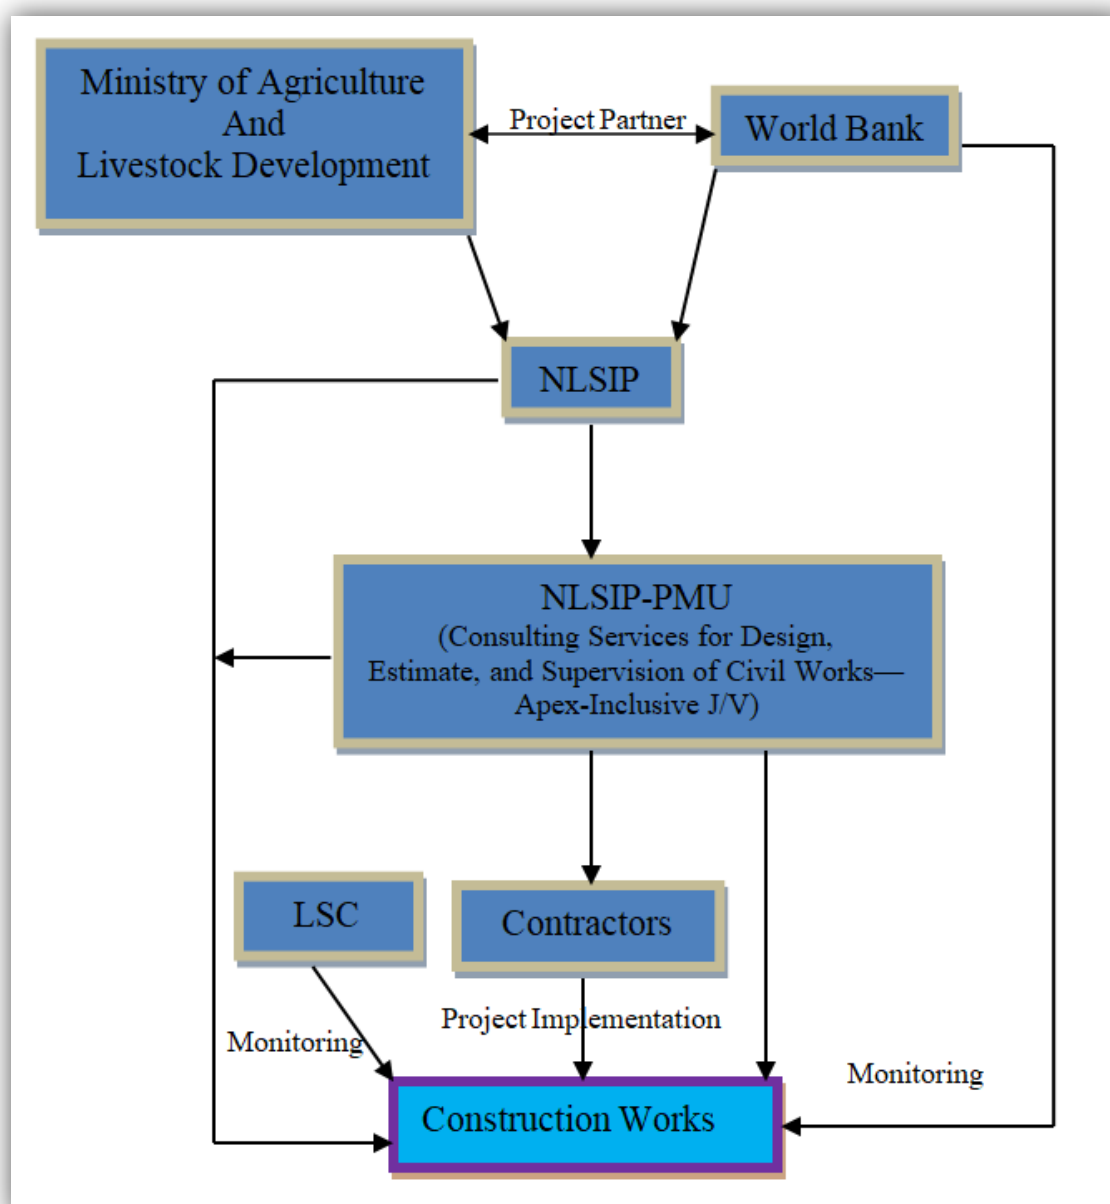 Ministry of Agriculture
And
Livestock Development
Project Partner
World Bank
NLSIP
NLSIP-PMU
(Consulting Services for Design,
Estimate, and Supervision of Civil Works—
Apex-Inclusive J/V)
LSC
Contractors
Project Implementation
Monitoring
Monitoring
Construction Works